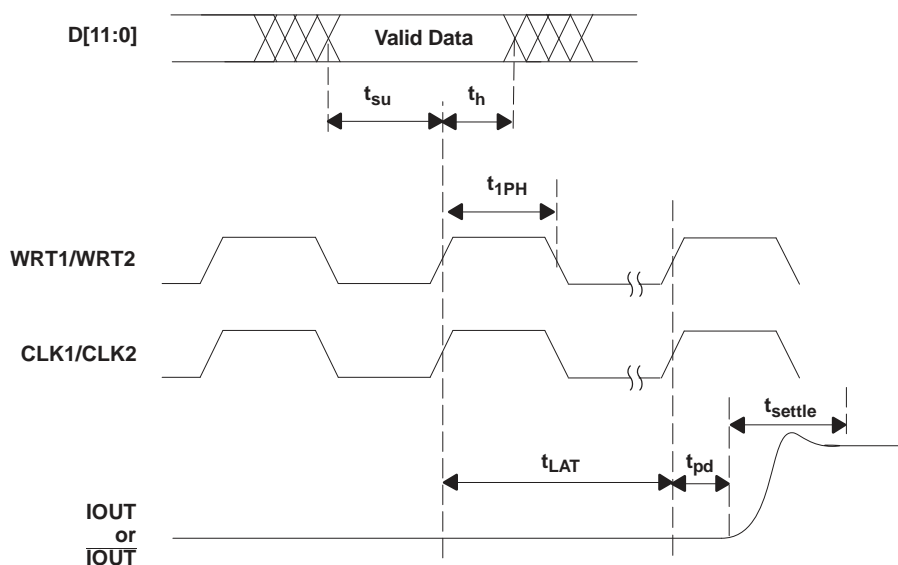 D[11:0]
Valid Data
tsu
th
t1PH
WRT1/WRT2
CLK1/CLK2
tsettle
tLAT
tpd
IOUT
or
IOUT